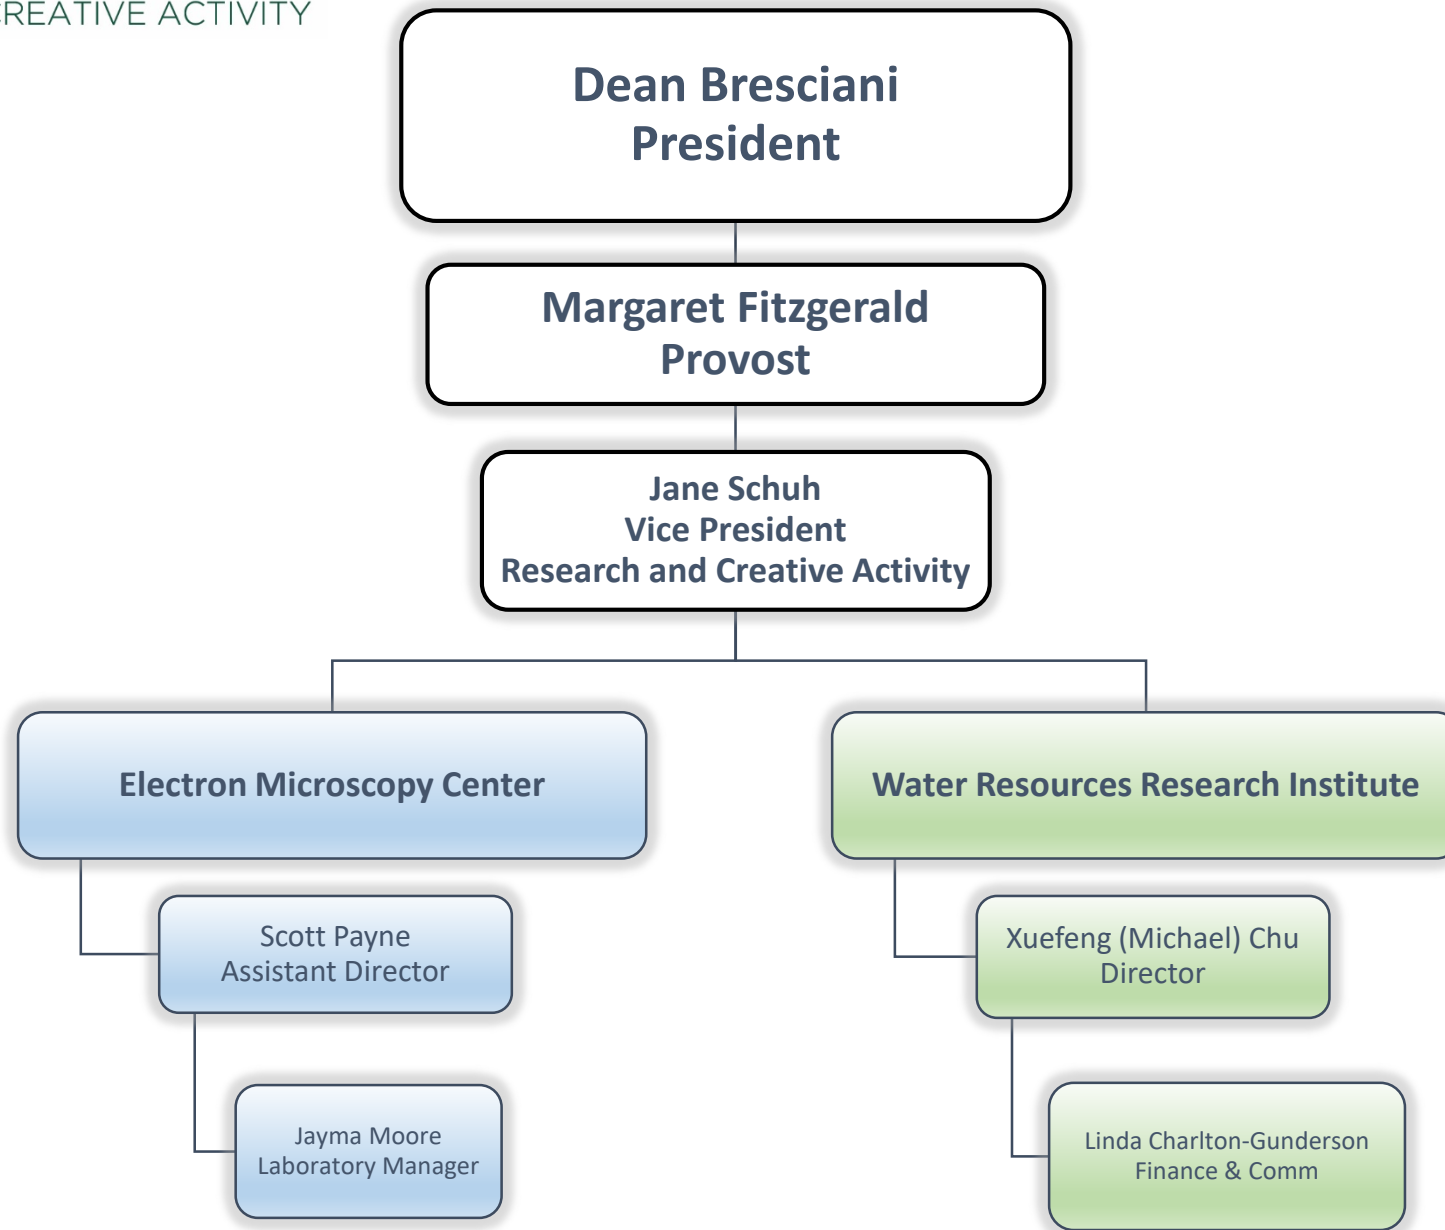 CREATIVE ACTIVITY
Dean Bresciani
President
Margaret Fitzgerald
Provost
Jane Schuh
Vice President
Research and Creative Activity
Electron Microscopy Center
Water Resources Research Institute
Scott Payne
Assistant Director
Xuefeng (Michael) Chu
Director
Jayma Moore
Laboratory Manager
Linda Charlton-Gunderson
Finance & Comm